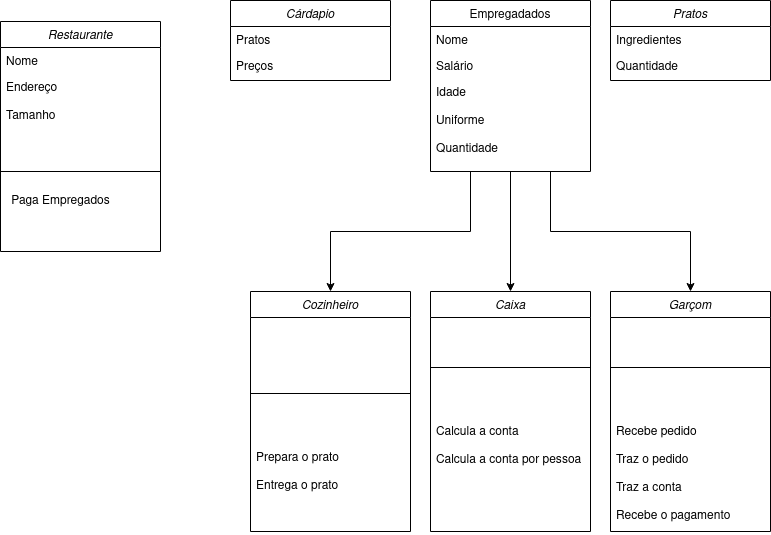 Restaurante
Nome
Endereço
Tamanho
Paga Empregados
Cárdapio
Pratos
Preços
Empregadados
Nome
Salário
Idade
Uniforme
Quantidade
Pratos
Ingredientes
Quantidade
Cozinheiro
Prepara o prato
Entrega o prato
Caixa
Calcula a conta
Calcula a conta por pessoa
Garçom
Recebe pedido
Traz o pedido
Traz a conta
Recebe o pagamento